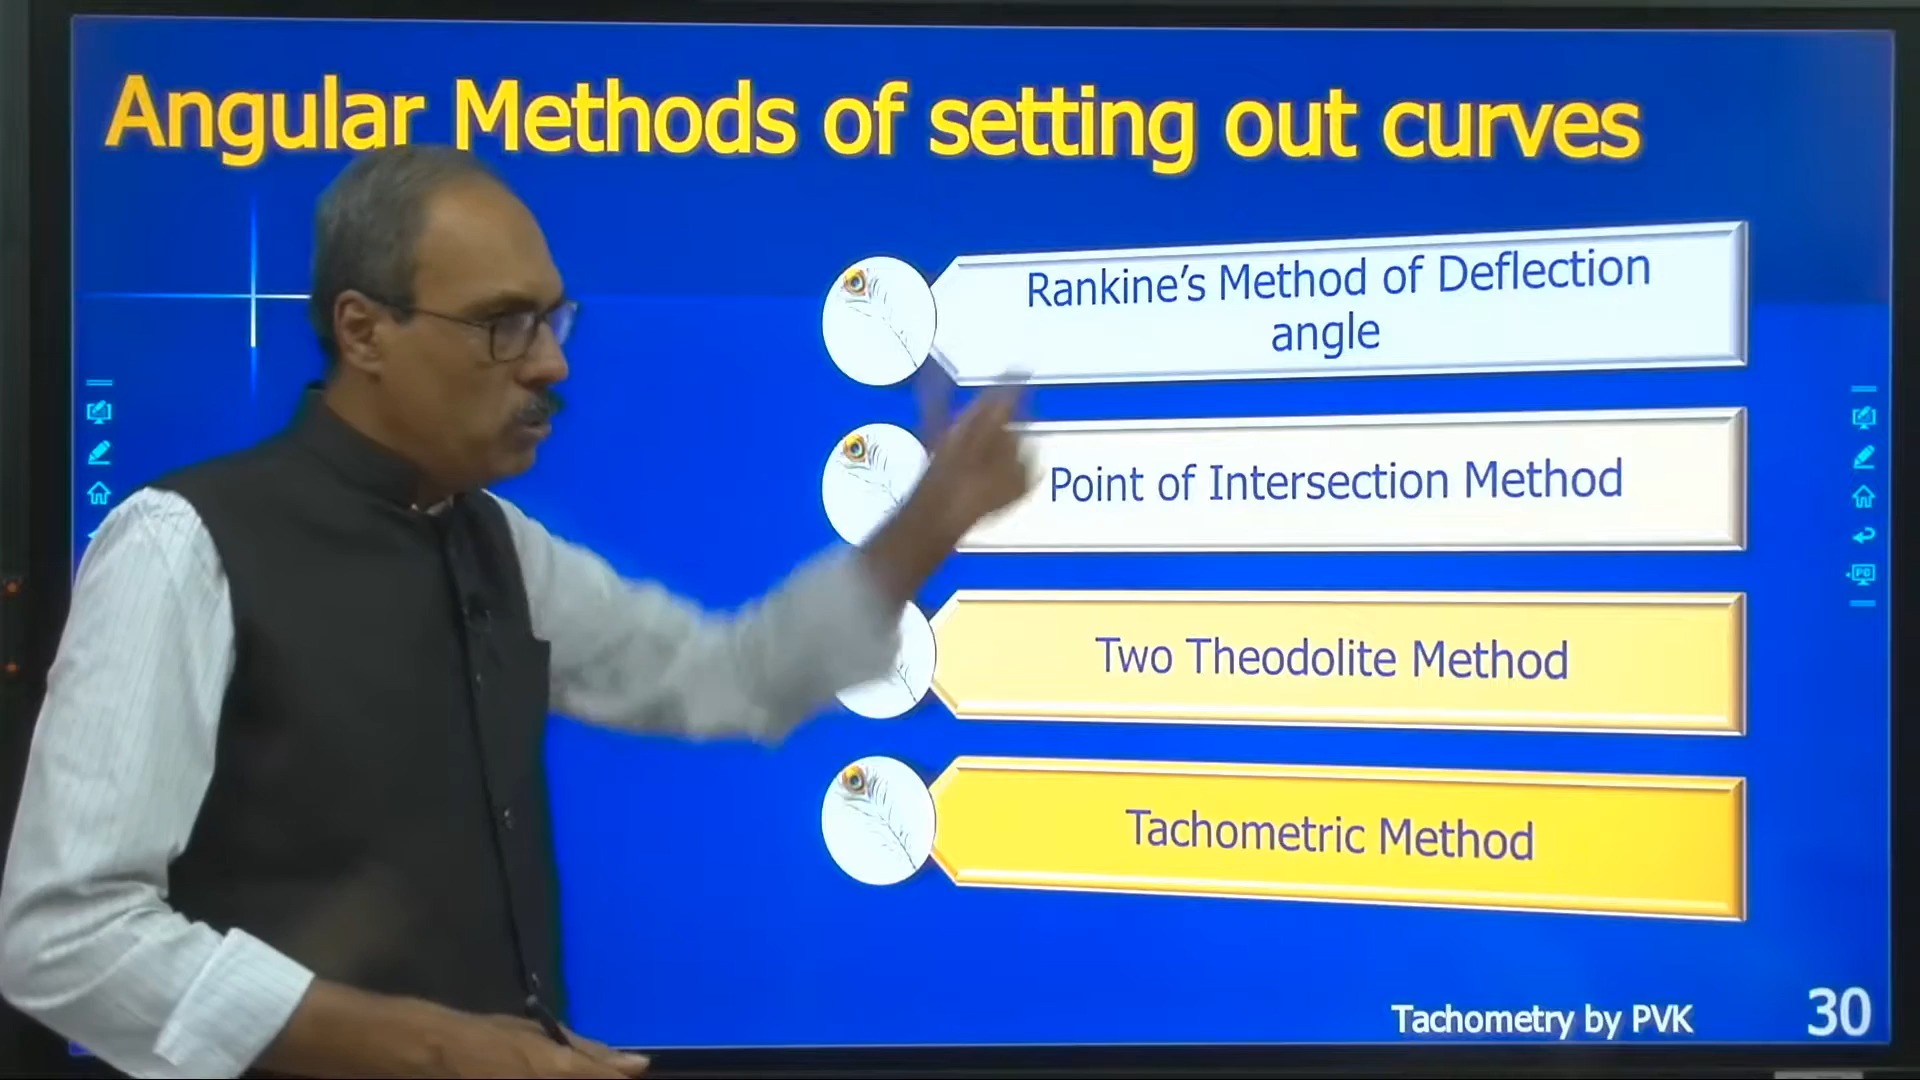 Angular Methods of setting out curves
Rankine's Method of Deflection
angle
Point of Intersection Method
Two Theodolite Method
Tachometric Method
Tachometry by PVK
30